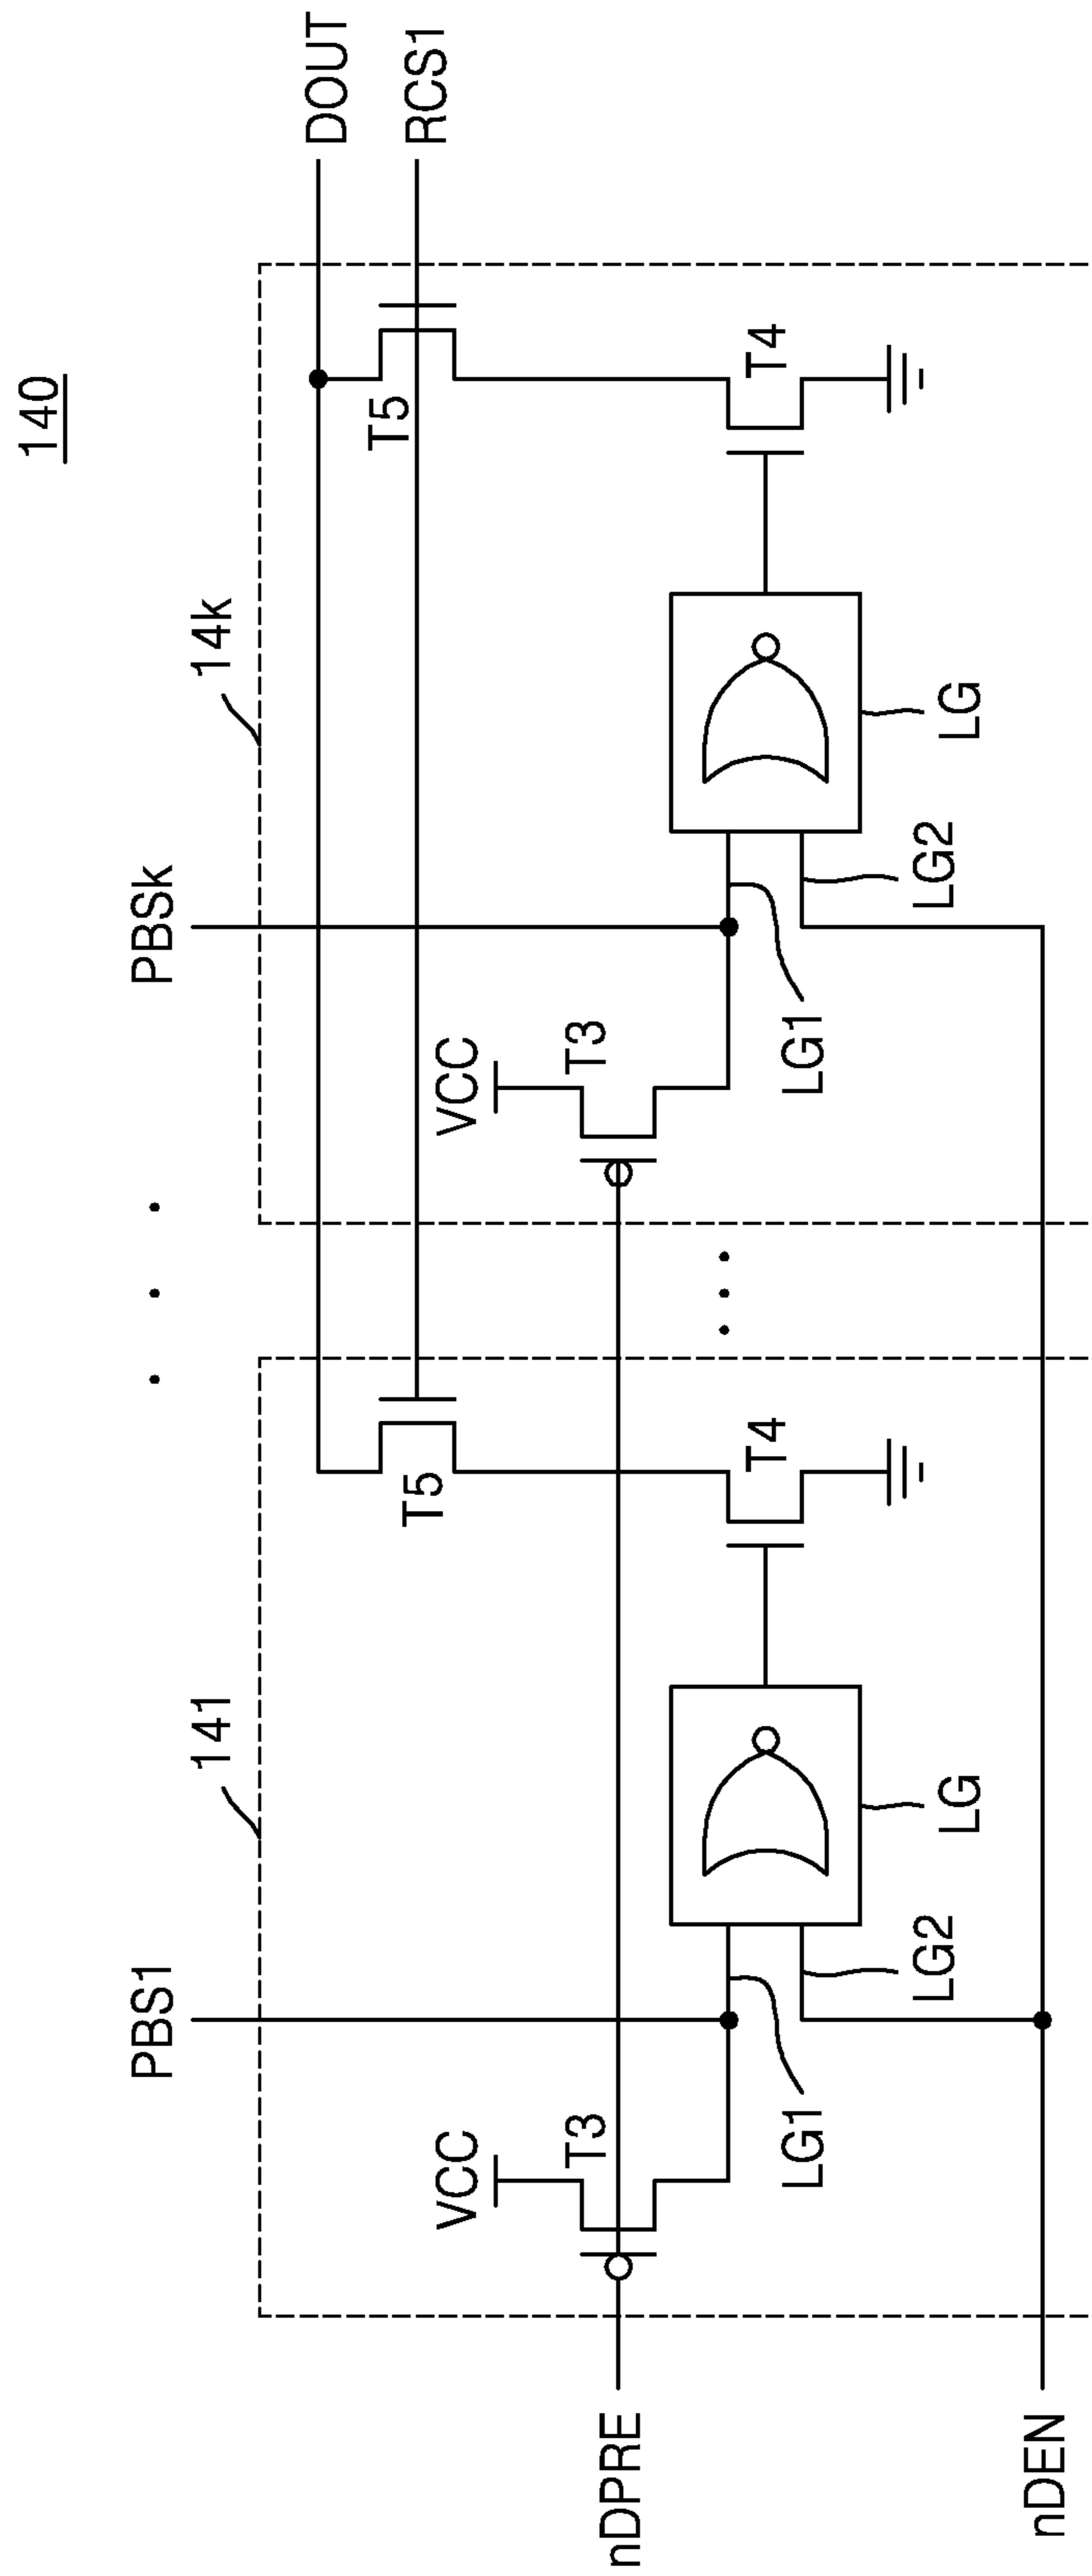 140
141
14k
PBS1
PBSk
DOUT
RCS1
T5
T5
VCC
T3
VCC
T3
nDPRE
T4
T4
LG1
LG1
LG2
LG2
LG
LG
nDEN